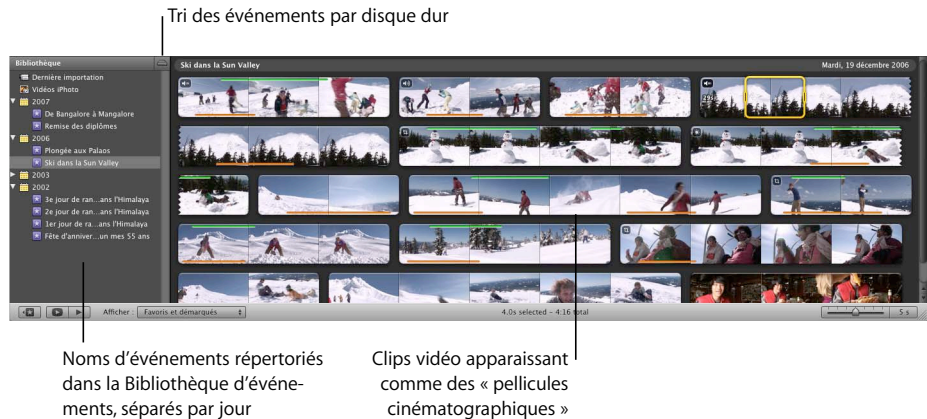 Tri des événements par disque dur
Bibliothèque
Ski dans la Sun Valley
Mardi, 19 décembre 2006
Dernière importation
Vidéos iPhoto
2007
De Bangalore à Mangalore
Remise des diplômes
2006
Plongée aux Palaos
Ski dans la Sun Valley
2003
2002
3e jour de ran…ans l'Himalaya
2e jour de ran…ans l'Himalaya
1er jour de ra…ans l'Himalaya
Fête d'anniver…un mes 55 ans
Afficher :
Favoris et démarqués
4.0s selected - 4:16 total
5 s
Noms d’événements répertoriés
dans la Bibliothèque d’événe-
ments, séparés par jour
Clips vidéo apparaissant
comme des « pellicules
cinématographiques »